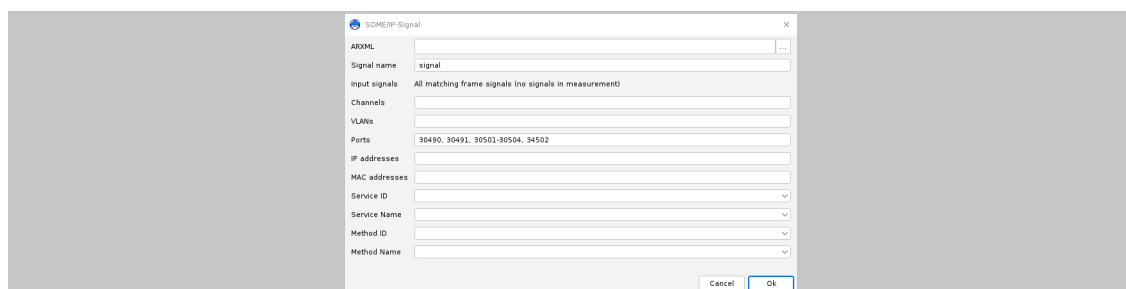 SOME/IP-Signal
ARXML ...
Signal name signal
Input signals All matching frame signals (no signals in measurement)
Channels
VLANs
Ports 30490, 30491, 30501-30504, 34502
IP addresses
MAC addresses
Service ID
Service Name
Method ID
Method Name
Cancel Ok